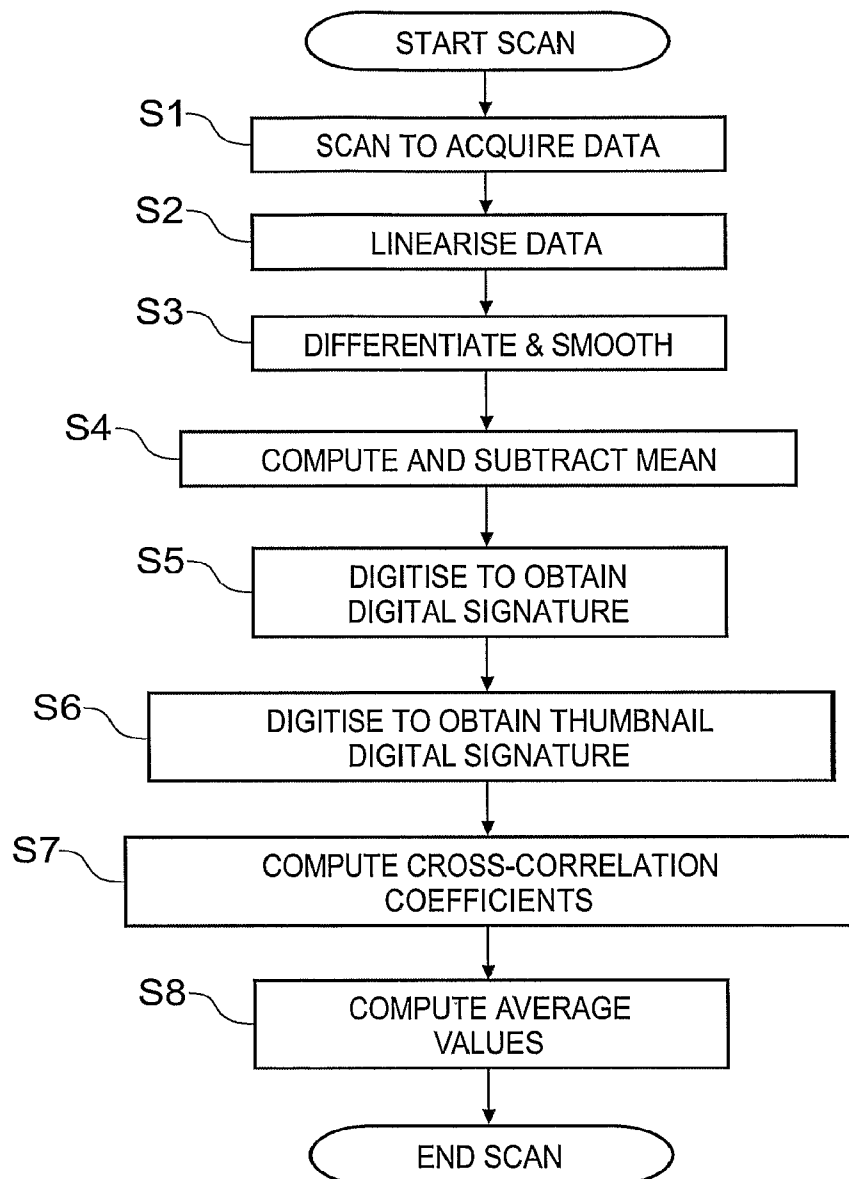 START SCAN
S1
SCAN TO ACQUIRE DATA
S2
LINEARISE DATA
S3
DIFFERENTIATE & SMOOTH
S4
COMPUTE AND SUBTRACT MEAN
S5
DIGITISE TO OBTAIN
DIGITAL SIGNATURE
S6
DIGITISE TO OBTAIN THUMBNAIL
DIGITAL SIGNATURE
S7
COMPUTE CROSS-CORRELATION
COEFFICIENTS
S8
COMPUTE AVERAGE
VALUES
END SCAN